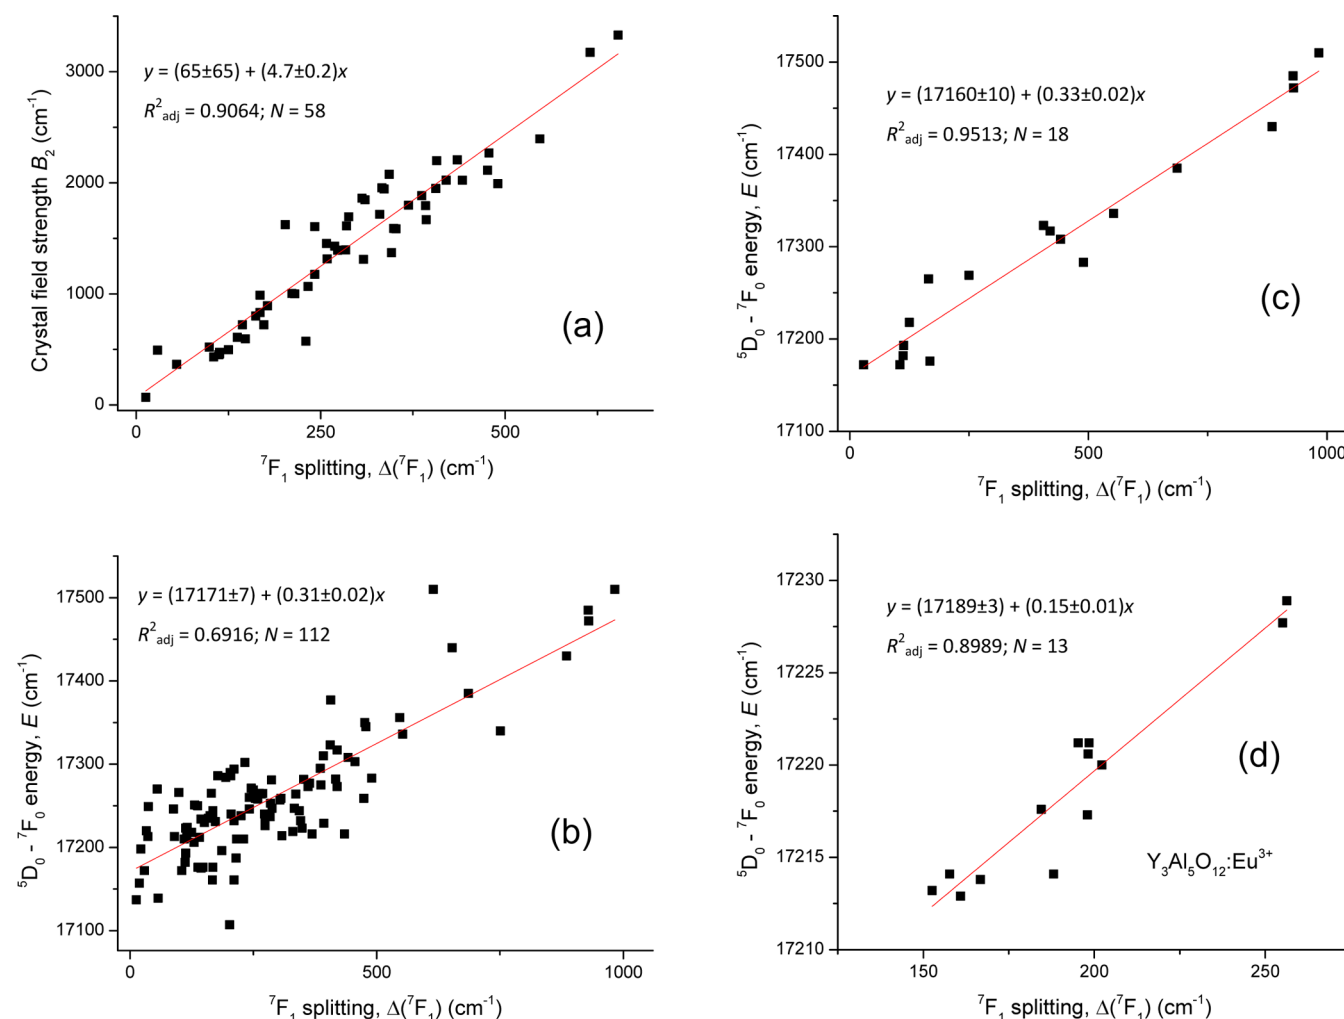 y = (65±65) + (4.7±0.2)x
R²adj = 0.9064; N = 58
Crystal field strength B₂ (cm⁻¹)
3000
2000
1000
0
0
250
500
⁷F₁ splitting, Δ(⁷F₁) (cm⁻¹)
(a)
y = (17160±10) + (0.33±0.02)x
R²adj = 0.9513; N = 18
⁵D₀ - ⁷F₀ energy, E (cm⁻¹)
17500
17400
17300
17200
17100
0
500
1000
⁷F₁ splitting, Δ(⁷F₁) (cm⁻¹)
(c)
y = (17171±7) + (0.31±0.02)x
R²adj = 0.6916; N = 112
⁵D₀ - ⁷F₀ energy, E (cm⁻¹)
17500
17400
17300
17200
17100
0
500
1000
⁷F₁ splitting, Δ(⁷F₁) (cm⁻¹)
(b)
y = (17189±3) + (0.15±0.01)x
R²adj = 0.8989; N = 13
⁵D₀ - ⁷F₀ energy, E (cm⁻¹)
17230
17225
17220
17215
17210
150
200
250
⁷F₁ splitting, Δ(⁷F₁) (cm⁻¹)
(d)
Y₃Al₅O₁₂:Eu³⁺